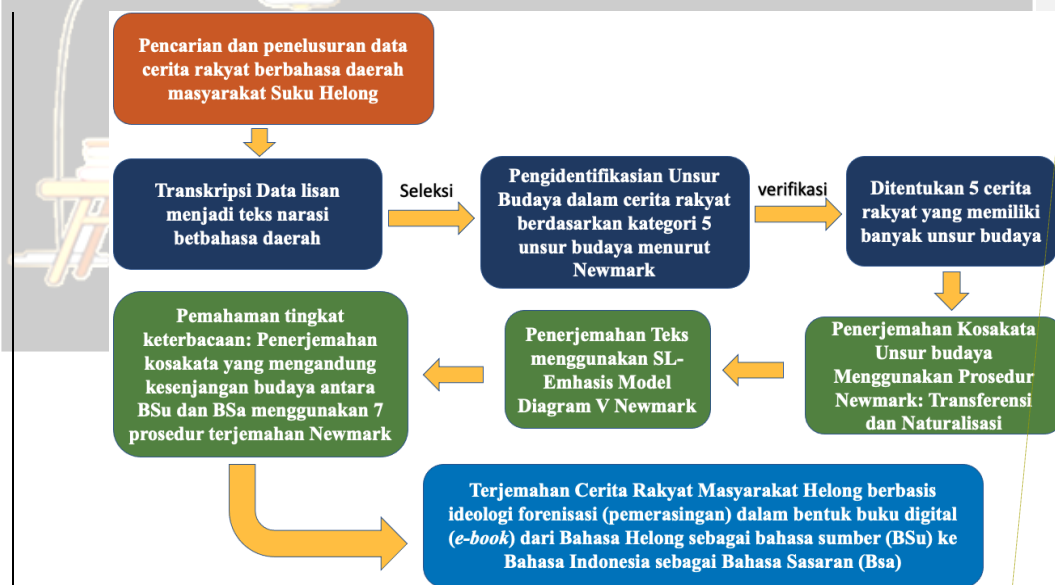 Pencarian dan penelusuran data
cerita rakyat berbahasa daerah
masyarakat Suku Helong
Transkripsi Data lisan
menjadi teks narasi
betbahasa daerah
Seleksi
Pengidentifikasian Unsur
Budaya dalam cerita rakyat
berdasarkan kategori 5
unsur budaya menurut
Newmark
verifikasi
Ditentukan 5 cerita
rakyat yang memiliki
banyak unsur budaya
Penerjemahan Kosakata
Unsur budaya
Menggunakan Prosedur
Newmark: Transferensi
dan Naturalisasi
Penerjemahan Teks
menggunakan SL-
Emhasis Model
Diagram V Newmark
Pemahaman tingkat
keterbacaan: Penerjemahan
kosakata yang mengandung
kesenjangan budaya antara
BSu dan BSa menggunakan 7
prosedur terjemahan Newmark
Terjemahan Cerita Rakyat Masyarakat Helong berbasis
ideologi forenisasi (pemerasingan) dalam bentuk buku digital
(e-book) dari Bahasa Helong sebagai bahasa sumber (BSu) ke
Bahasa Indonesia sebagai Bahasa Sasaran (Bsa)